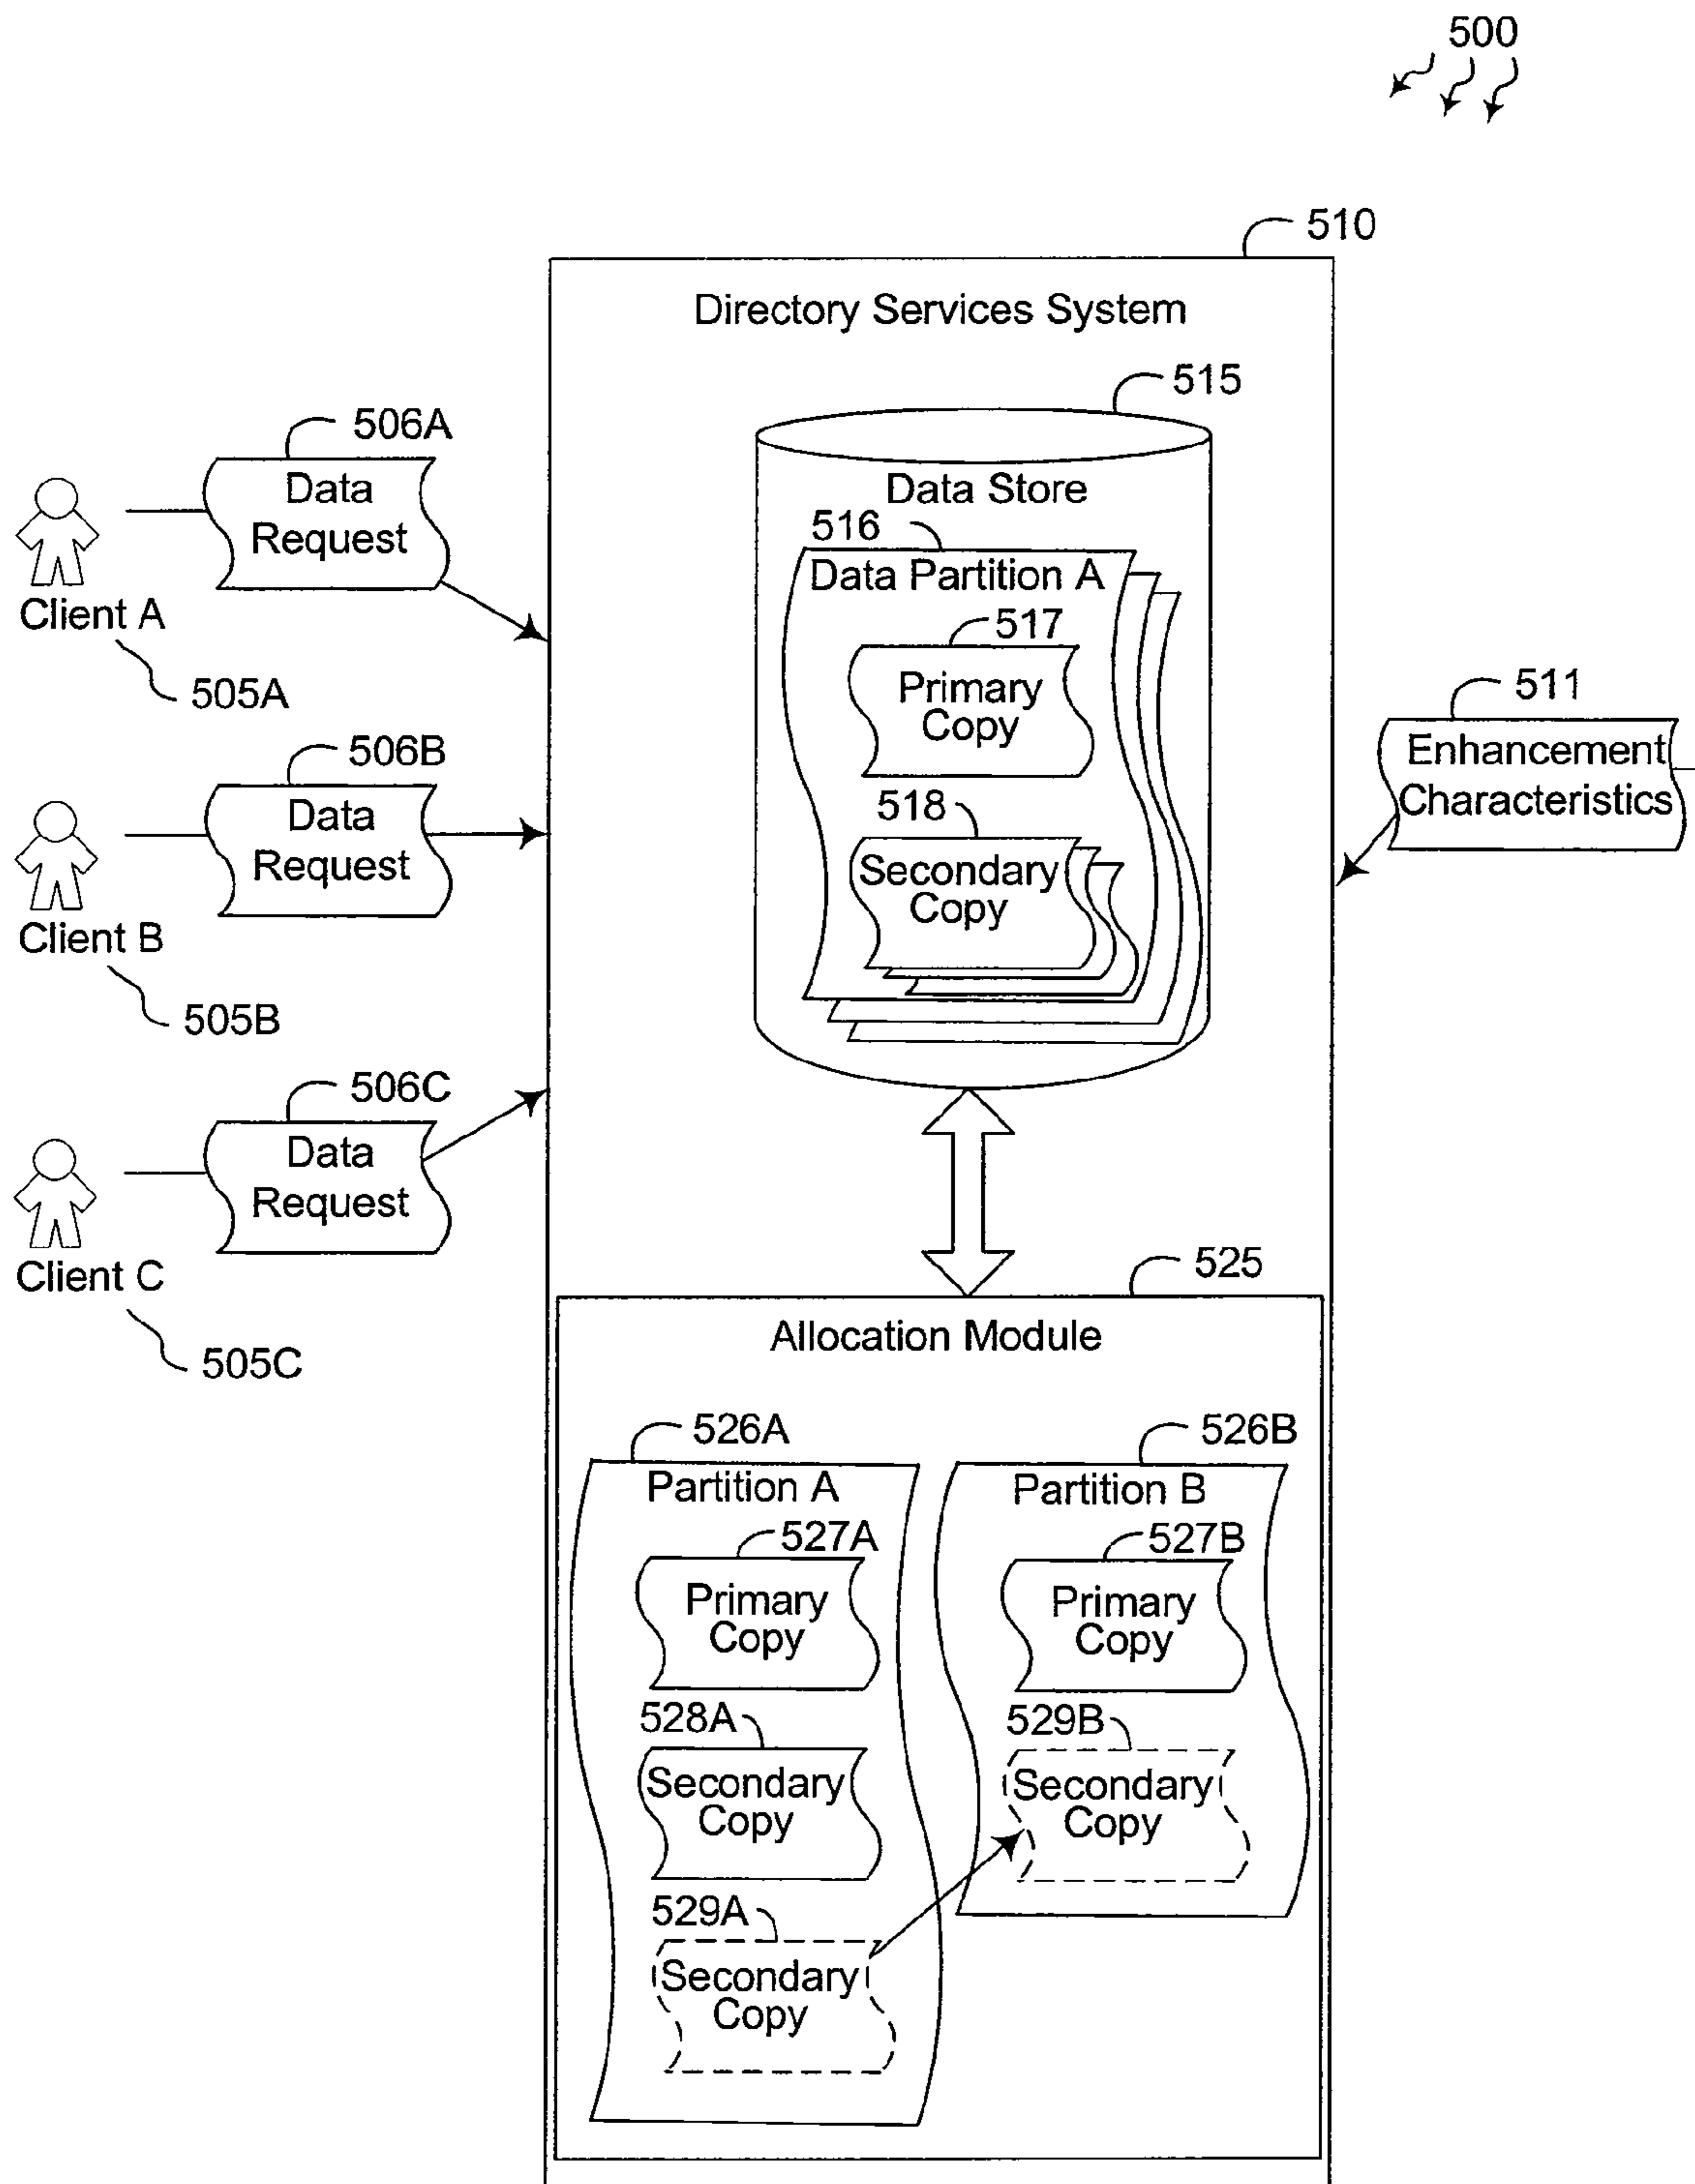 500
510
Directory Services System
515
Data Store
516
Data Partition A
517
Primary
Copy
518
Secondary
Copy
506A
Data
Request
Client A
505A
506B
Data
Request
Client B
505B
506C
Data
Request
Client C
505C
511
Enhancement
Characteristics
525
Allocation Module
526A
Partition A
527A
Primary
Copy
528A
Secondary
Copy
529A
Secondary
Copy
526B
Partition B
527B
Primary
Copy
529B
Secondary
Copy